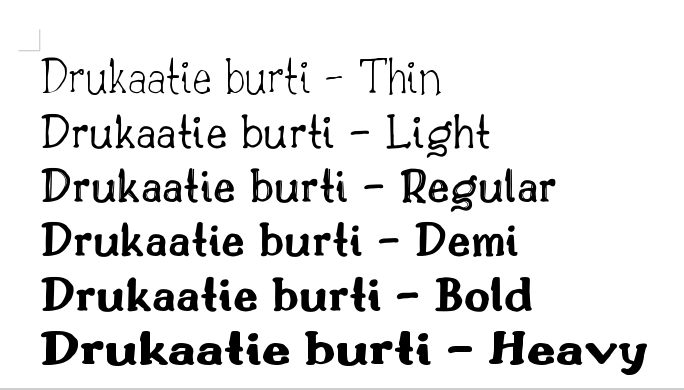 Drukaatie burti - Thin
Drukaatie burti - Light
Drukaatie burti - Regular
Drukaatie burti - Demi
Drukaatie burti - Bold
Drukaatie burti - Heavy